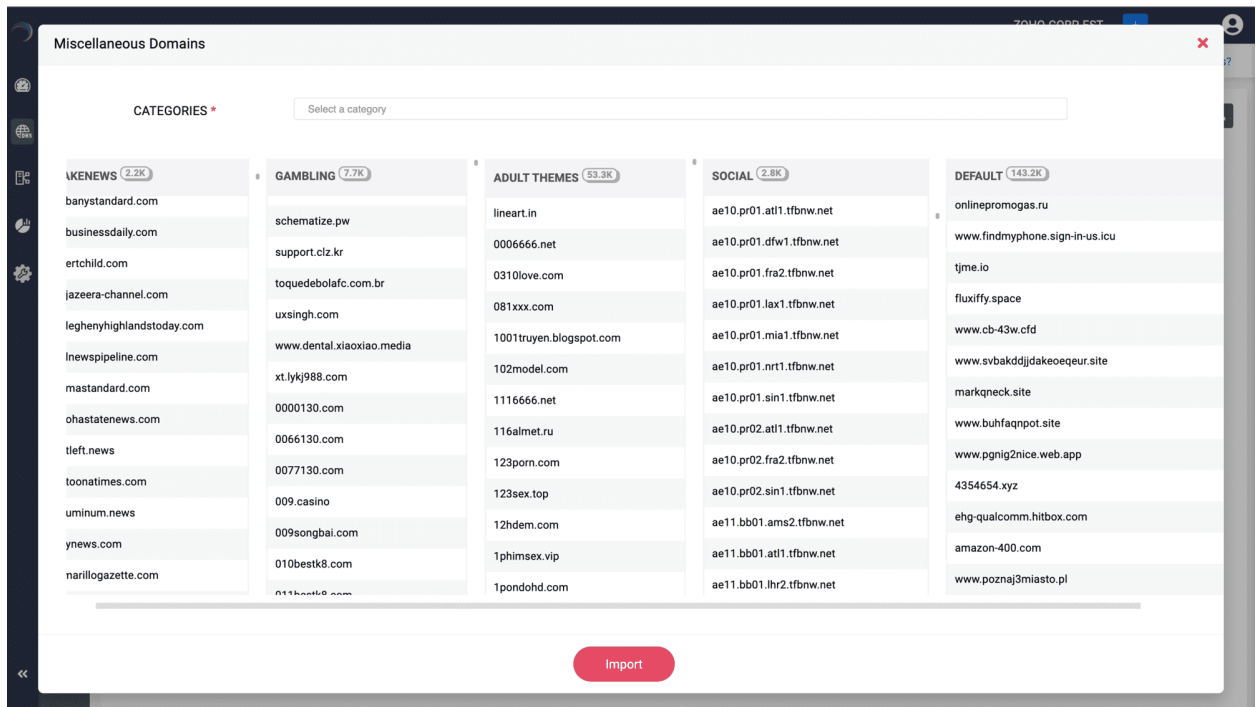 ZOHO CORP EST
Miscellaneous Domains
s?
CATEGORIES *
Select a category
AKENEWS 2.2K
banystandard.com
businessdaily.com
ertchild.com
jazeera-channel.com
leghenyhighlandstoday.com
lnewspipeline.com
mastandard.com
ohastatenews.com
tleft.news
toonatimes.com
uminum.news
ynews.com
narillogazette.com
GAMBLING 7.7K
schematize.pw
support.clz.kr
toquedebolafc.com.br
uxsingh.com
www.dental.xiaoxiao.media
xt.lykj988.com
0000130.com
0066130.com
0077130.com
009.casino
009songbai.com
010bestk8.com
011bestk8.com
ADULT THEMES 53.3K
lineart.in
0006666.net
0310love.com
081xxx.com
1001truyen.blogspot.com
102model.com
1116666.net
116almet.ru
123porn.com
123sex.top
12hdem.com
1phimsex.vip
1pondohd.com
SOCIAL 2.8K
ae10.pr01.atl1.tfbnw.net
ae10.pr01.dfw1.tfbnw.net
ae10.pr01.fra2.tfbnw.net
ae10.pr01.lax1.tfbnw.net
ae10.pr01.mia1.tfbnw.net
ae10.pr01.nrt1.tfbnw.net
ae10.pr01.sin1.tfbnw.net
ae10.pr02.atl1.tfbnw.net
ae10.pr02.fra2.tfbnw.net
ae10.pr02.sin1.tfbnw.net
ae11.bb01.ams2.tfbnw.net
ae11.bb01.atl1.tfbnw.net
ae11.bb01.lhr2.tfbnw.net
DEFAULT 143.2K
onlinepromogas.ru
www.findmyphone.sign-in-us.icu
tjme.io
fluxiffy.space
www.cb-43w.cfd
www.svbakddjjdakeoeqeur.site
markqneck.site
www.buhfaqnpot.site
www.pgnig2nice.web.app
4354654.xyz
ehg-qualcomm.hitbox.com
amazon-400.com
www.poznaj3miasto.pl
Import